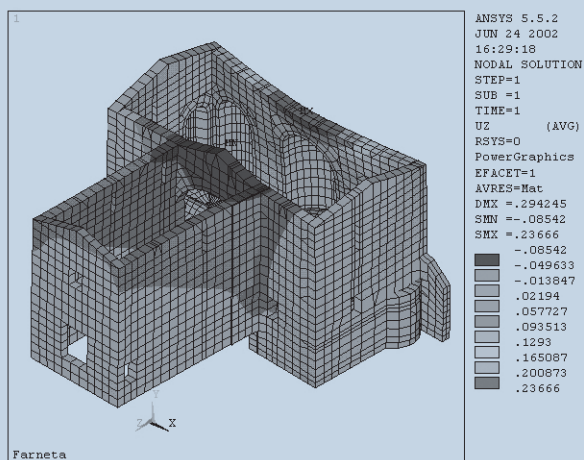 1
ANSYS 5.5.2
JUN 24 2002
16:29:18
NODAL SOLUTION
STEP=1
SUB =1
TIME=1
UZ (AVG)
RSYS=0
PowerGraphics
EFACET=1
AVRES=Mat
DMX =.294245
SMN =-.08542
SMX =.23666
-.08542
-.049633
-.013847
.02194
.057727
.093513
.1293
.165087
.200873
.23666
MX
MN
Y
Z
X
Farneta